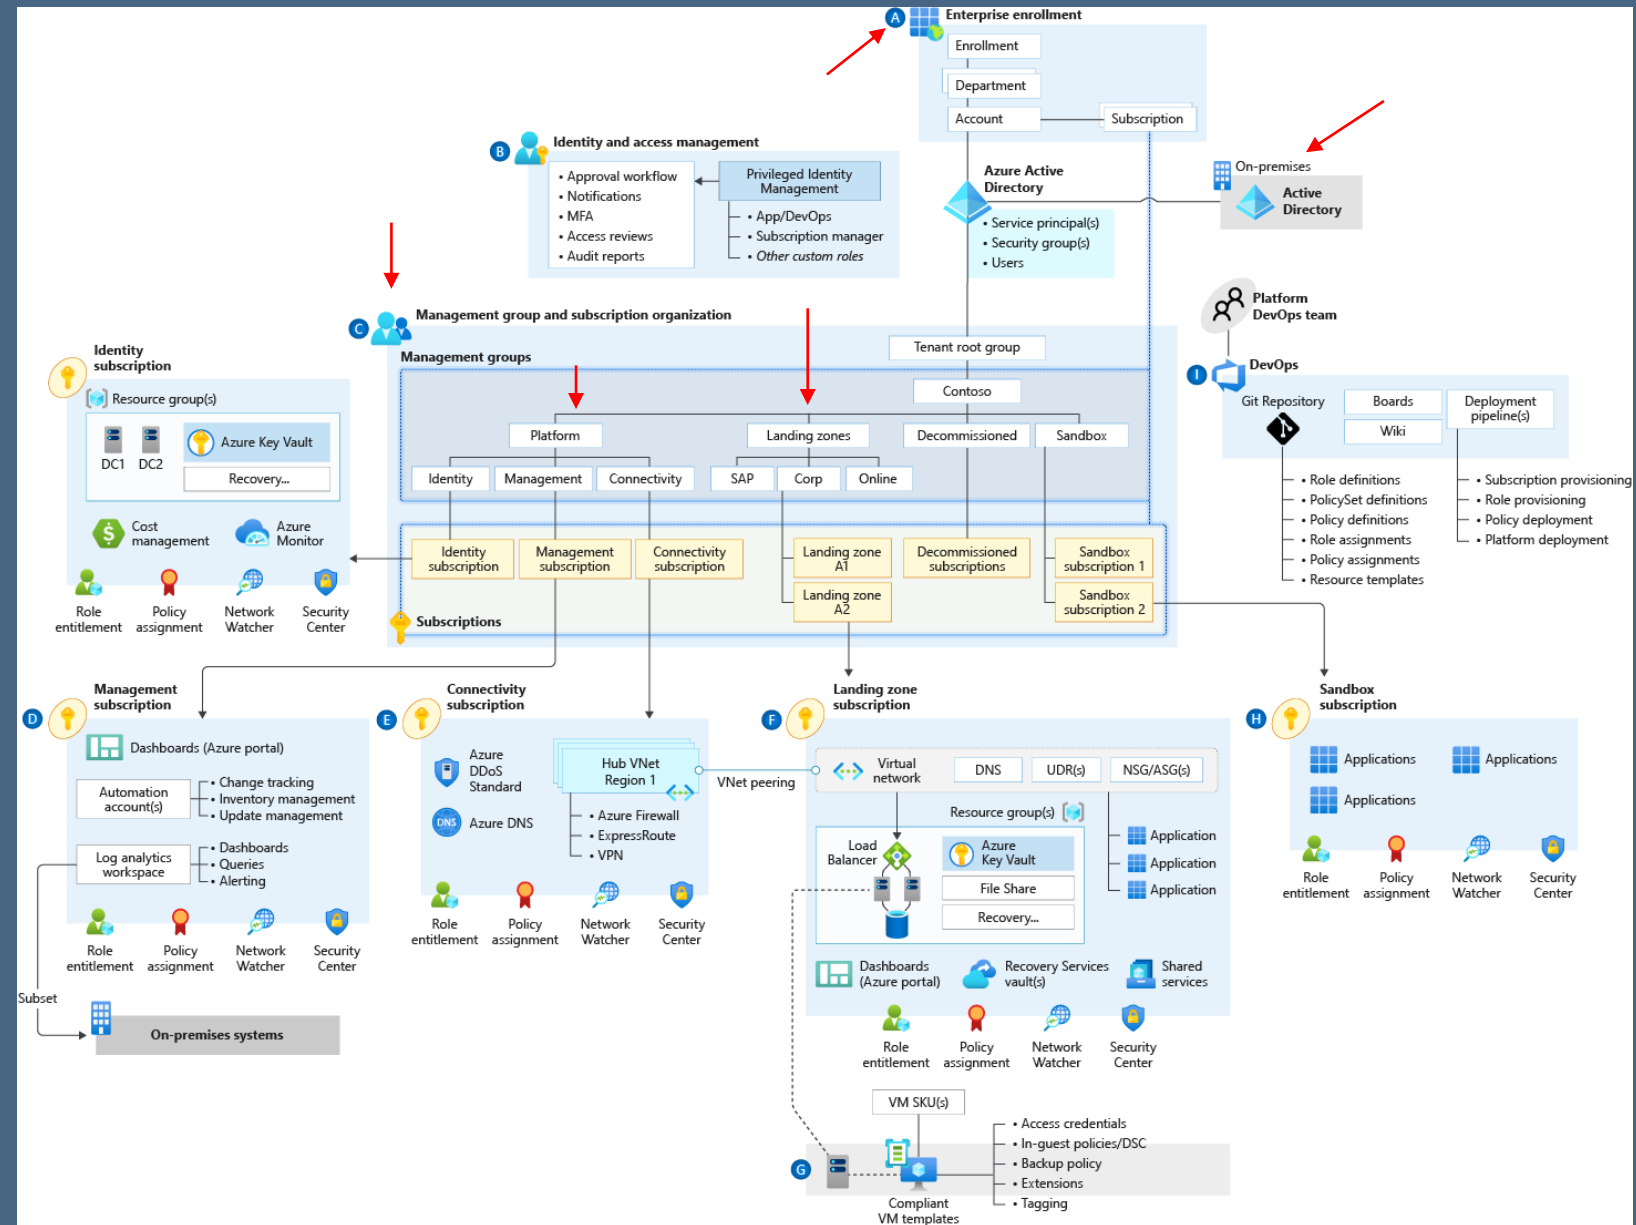 A
Enterprise enrollment
Enrollment
Department
Account
Subscription
B
Identity and access management
• Approval workflow
• Notifications
• MFA
• Access reviews
• Audit reports
Privileged Identity
Management
• App/DevOps
• Subscription manager
• Other custom roles
Azure Active
Directory
• Service principal(s)
• Security group(s)
• Users
On-premises
Active
Directory
C
Management group and subscription organization
Management groups
Tenant root group
Contoso
Platform
Landing zones
Decommissioned
Sandbox
Identity
Management
Connectivity
SAP
Corp
Online
Identity
subscription
Management
subscription
Connectivity
subscription
Landing zone
A1
Landing zone
A2
Decommissioned
subscriptions
Sandbox
subscription 1
Sandbox
subscription 2
Subscriptions
Identity
subscription
Resource group(s)
DC1
DC2
Azure Key Vault
Recovery...
Cost
management
Azure
Monitor
Role
entitlement
Policy
assignment
Network
Watcher
Security
Center
Platform
DevOps team
I
DevOps
Git Repository
Boards
Wiki
Deployment
pipeline(s)
• Role definitions
• PolicySet definitions
• Policy definitions
• Role assignments
• Policy assignments
• Resource templates
• Subscription provisioning
• Role provisioning
• Policy deployment
• Platform deployment
D
Management
subscription
Dashboards (Azure portal)
Automation
account(s)
• Change tracking
• Inventory management
• Update management
Log analytics
workspace
• Dashboards
• Queries
• Alerting
Role
entitlement
Policy
assignment
Network
Watcher
Security
Center
Subset
On-premises systems
E
Connectivity
subscription
Azure
DDoS
Standard
DNS
Azure DNS
Hub VNet
Region 1
• Azure Firewall
• ExpressRoute
• VPN
Role
entitlement
Policy
assignment
Network
Watcher
Security
Center
VNet peering
F
Landing zone
subscription
Virtual
network
DNS
UDR(s)
NSG/ASG(s)
Resource group(s)
Load
Balancer
Azure
Key Vault
File Share
Recovery...
Application
Application
Application
Dashboards
(Azure portal)
Recovery Services
vault(s)
Shared
services
Role
entitlement
Policy
assignment
Network
Watcher
Security
Center
H
Sandbox
subscription
Applications
Applications
Applications
Role
entitlement
Policy
assignment
Network
Watcher
Security
Center
G
VM SKU(s)
Compliant
VM templates
• Access credentials
• In-guest policies/DSC
• Backup policy
• Extensions
• Tagging